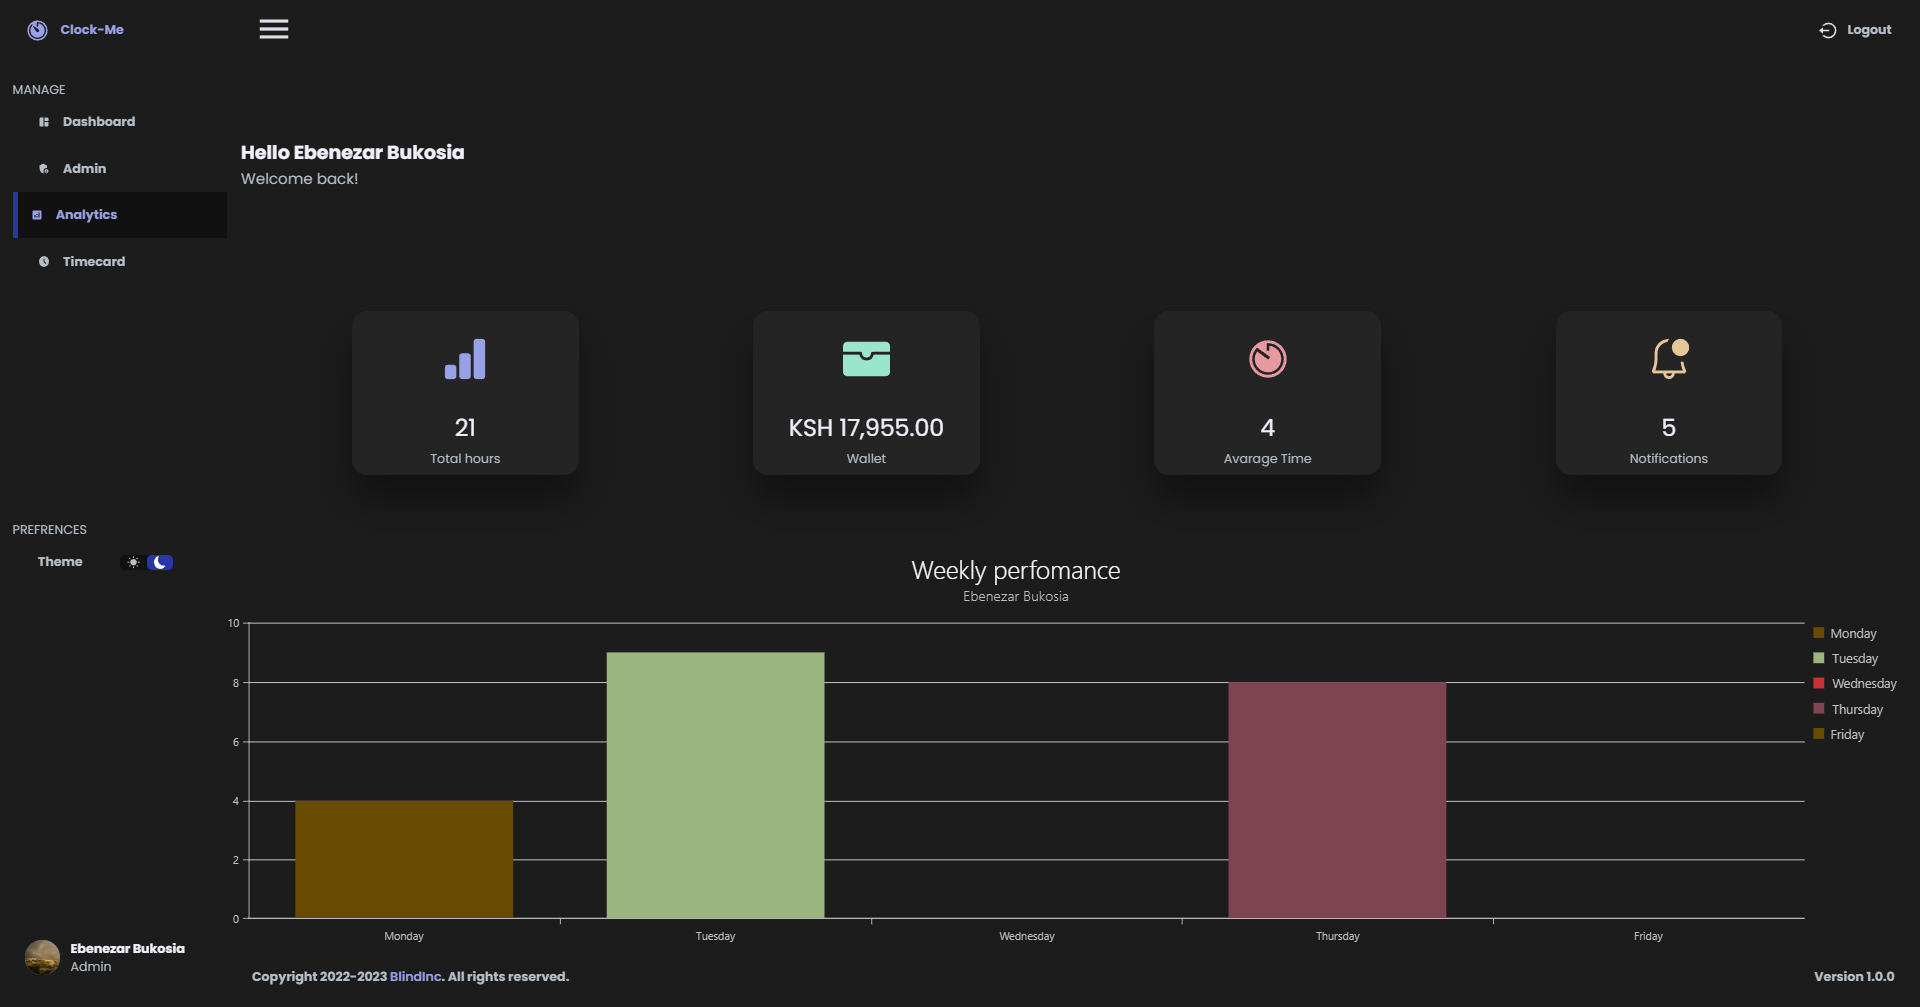 Clock-Me
Logout
MANAGE
Dashboard
Admin
Analytics
Timecard
Hello Ebenezar Bukosia
Welcome back!
21
Total hours
KSH 17,955.00
Wallet
4
Avarage Time
5
Notifications
PREFRENCES
Theme
Weekly perfomance
Ebenezar Bukosia
10
8
6
4
2
0
Monday
Tuesday
Wednesday
Thursday
Friday
Monday
Tuesday
Wednesday
Thursday
Friday
Ebenezar Bukosia
Admin
Copyright 2022-2023 BlindInc. All rights reserved.
Version 1.0.0